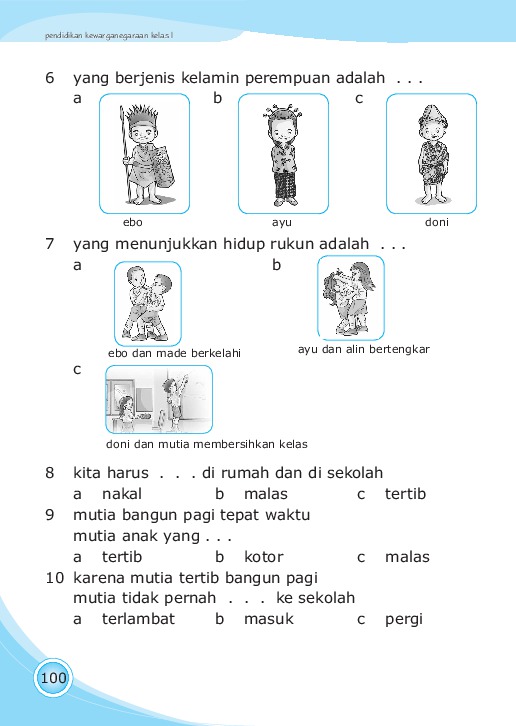 pendidikan kewarganegaraan kelas I
6 yang berjenis kelamin perempuan adalah . . .
a b c
ebo ayu doni
7 yang menunjukkan hidup rukun adalah . . .
a b
ebo dan made berkelahi ayu dan alin bertengkar
c
doni dan mutia membersihkan kelas
8 kita harus . . . di rumah dan di sekolah
a nakal b malas c tertib
9 mutia bangun pagi tepat waktu
mutia anak yang . . .
a tertib b kotor c malas
10 karena mutia tertib bangun pagi
mutia tidak pernah . . . ke sekolah
a terlambat b masuk c pergi
100